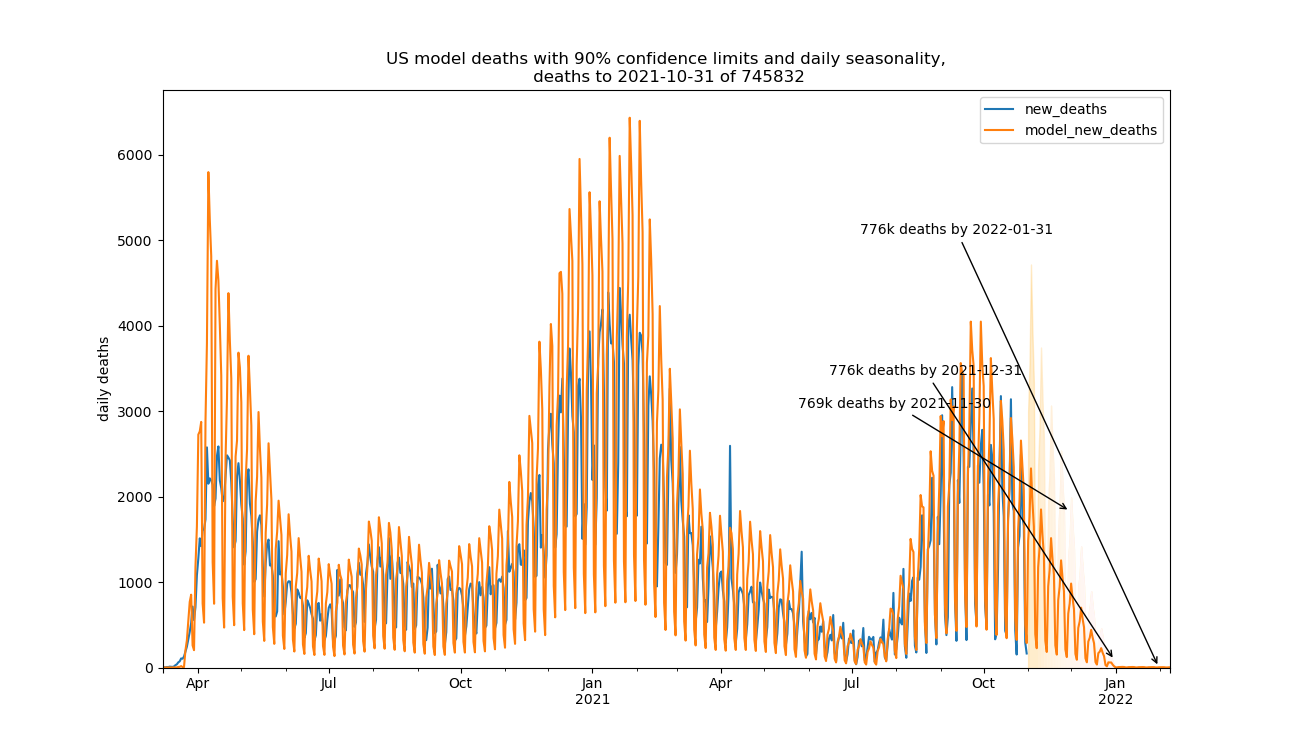 US model deaths with 90% confidence limits and daily seasonality,
deaths to 2021-10-31 of 745832
new_deaths
model_new_deaths
6000
5000
4000
3000
2000
1000
0
daily deaths
776k deaths by 2022-01-31
776k deaths by 2021-12-31
769k deaths by 2021-11-30
Apr
Jul
Oct
Jan
2021
Apr
Jul
Oct
Jan
2022